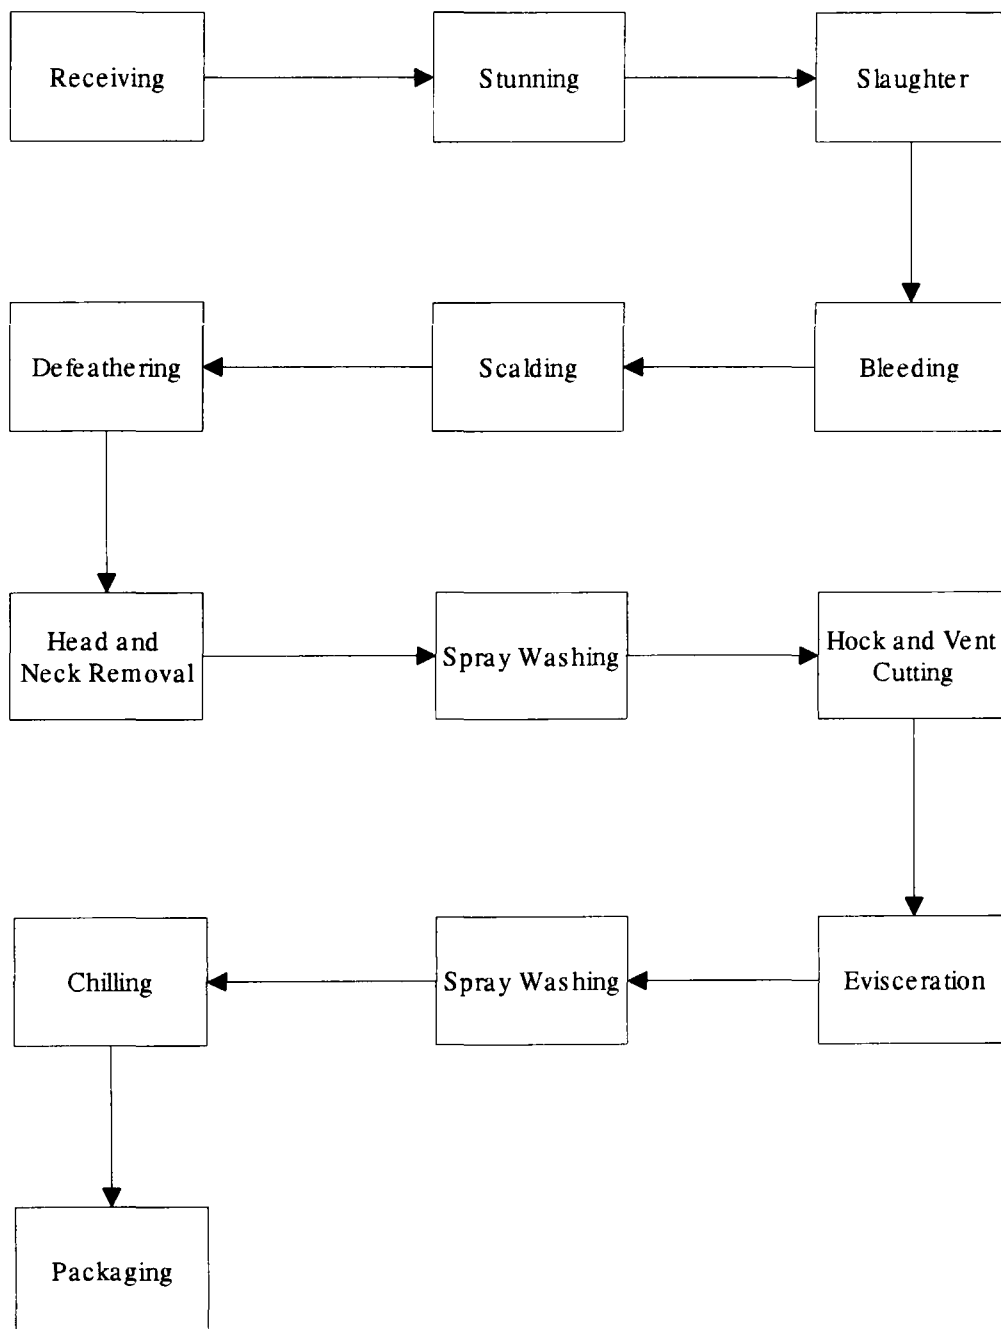 Receiving
Stunning
Slaughter
Bleeding
Scalding
Defeathering
Head and
Neck Removal
Spray Washing
Hock and Vent
Cutting
Evisceration
Spray Washing
Chilling
Packaging